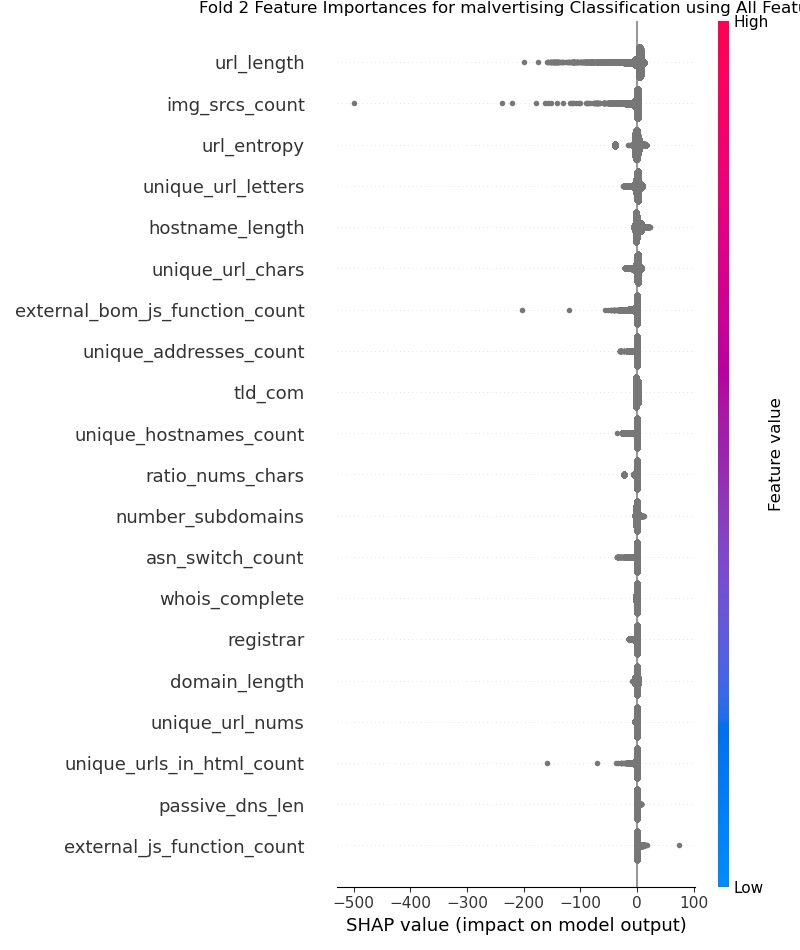 Fold 2 Feature Importances for malvertising Classification using All
High
url_length
img_srcs_count
url_entropy
unique_url_letters
hostname_length
unique_url_chars
external_bom_js_function_count
unique_addresses_count
tld_com
unique_hostnames_count
ratio_nums_chars
number_subdomains
asn_switch_count
whois_complete
registrar
domain_length
unique_url_nums
unique_urls_in_html_count
passive_dns_len
external_js_function_count
Feature value
Low
−500 −400 −300 −200 −100 0 100
SHAP value (impact on model output)